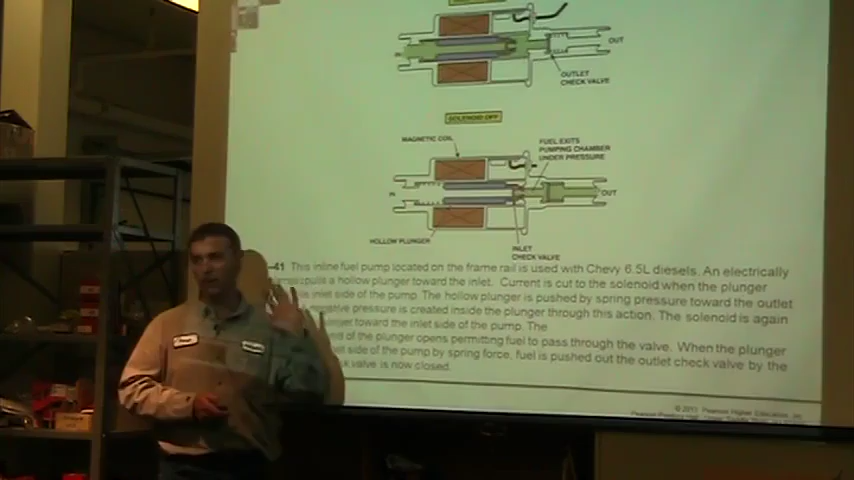 IN
OUT
OUTLET
CHECK VALVE
SOLENOID OFF
MAGNETIC COIL
FUEL EXITS
PUMPING CHAMBER
UNDER PRESSURE
IN
OUT
HOLLOW PLUNGER
INLET
CHECK VALVE
–41 This inline fuel pump located on the frame rail is used with Chevy 6.5L diesels. An electrically
pulls a hollow plunger toward the inlet. Current is cut to the solenoid when the plunger
inlet side of the pump. The hollow plunger is pushed by spring pressure toward the outlet
pressure is created inside the plunger through this action. The solenoid is again
toward the inlet side of the pump. The
of the plunger opens permitting fuel to pass through the valve. When the plunger
side of the pump by spring force, fuel is pushed out the outlet check valve by the
valve is now closed.
© 2011 Pearson Higher Education, Inc.